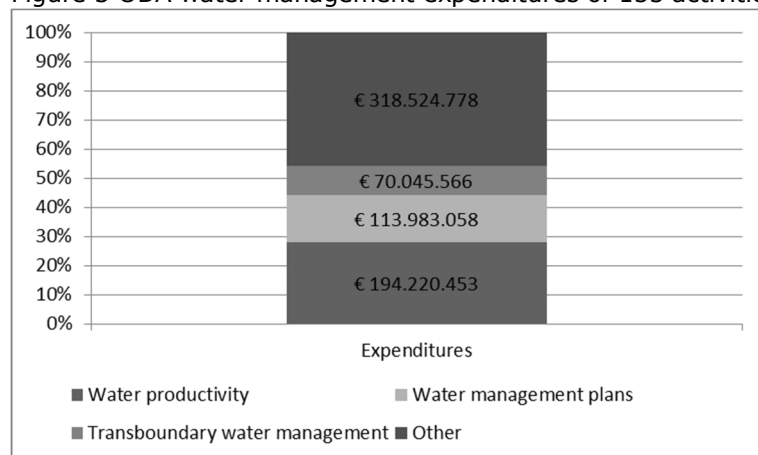 Figure 3 ODA water management expenditures of 155
100%
90%
80%
70%
60%
50%
40%
30%
20%
10%
0%
€ 318.524.778
€ 70.045.566
€ 113.983.058
€ 194.220.453
Expenditures
Water productivity
Water management plans
Transboundary water management
Other